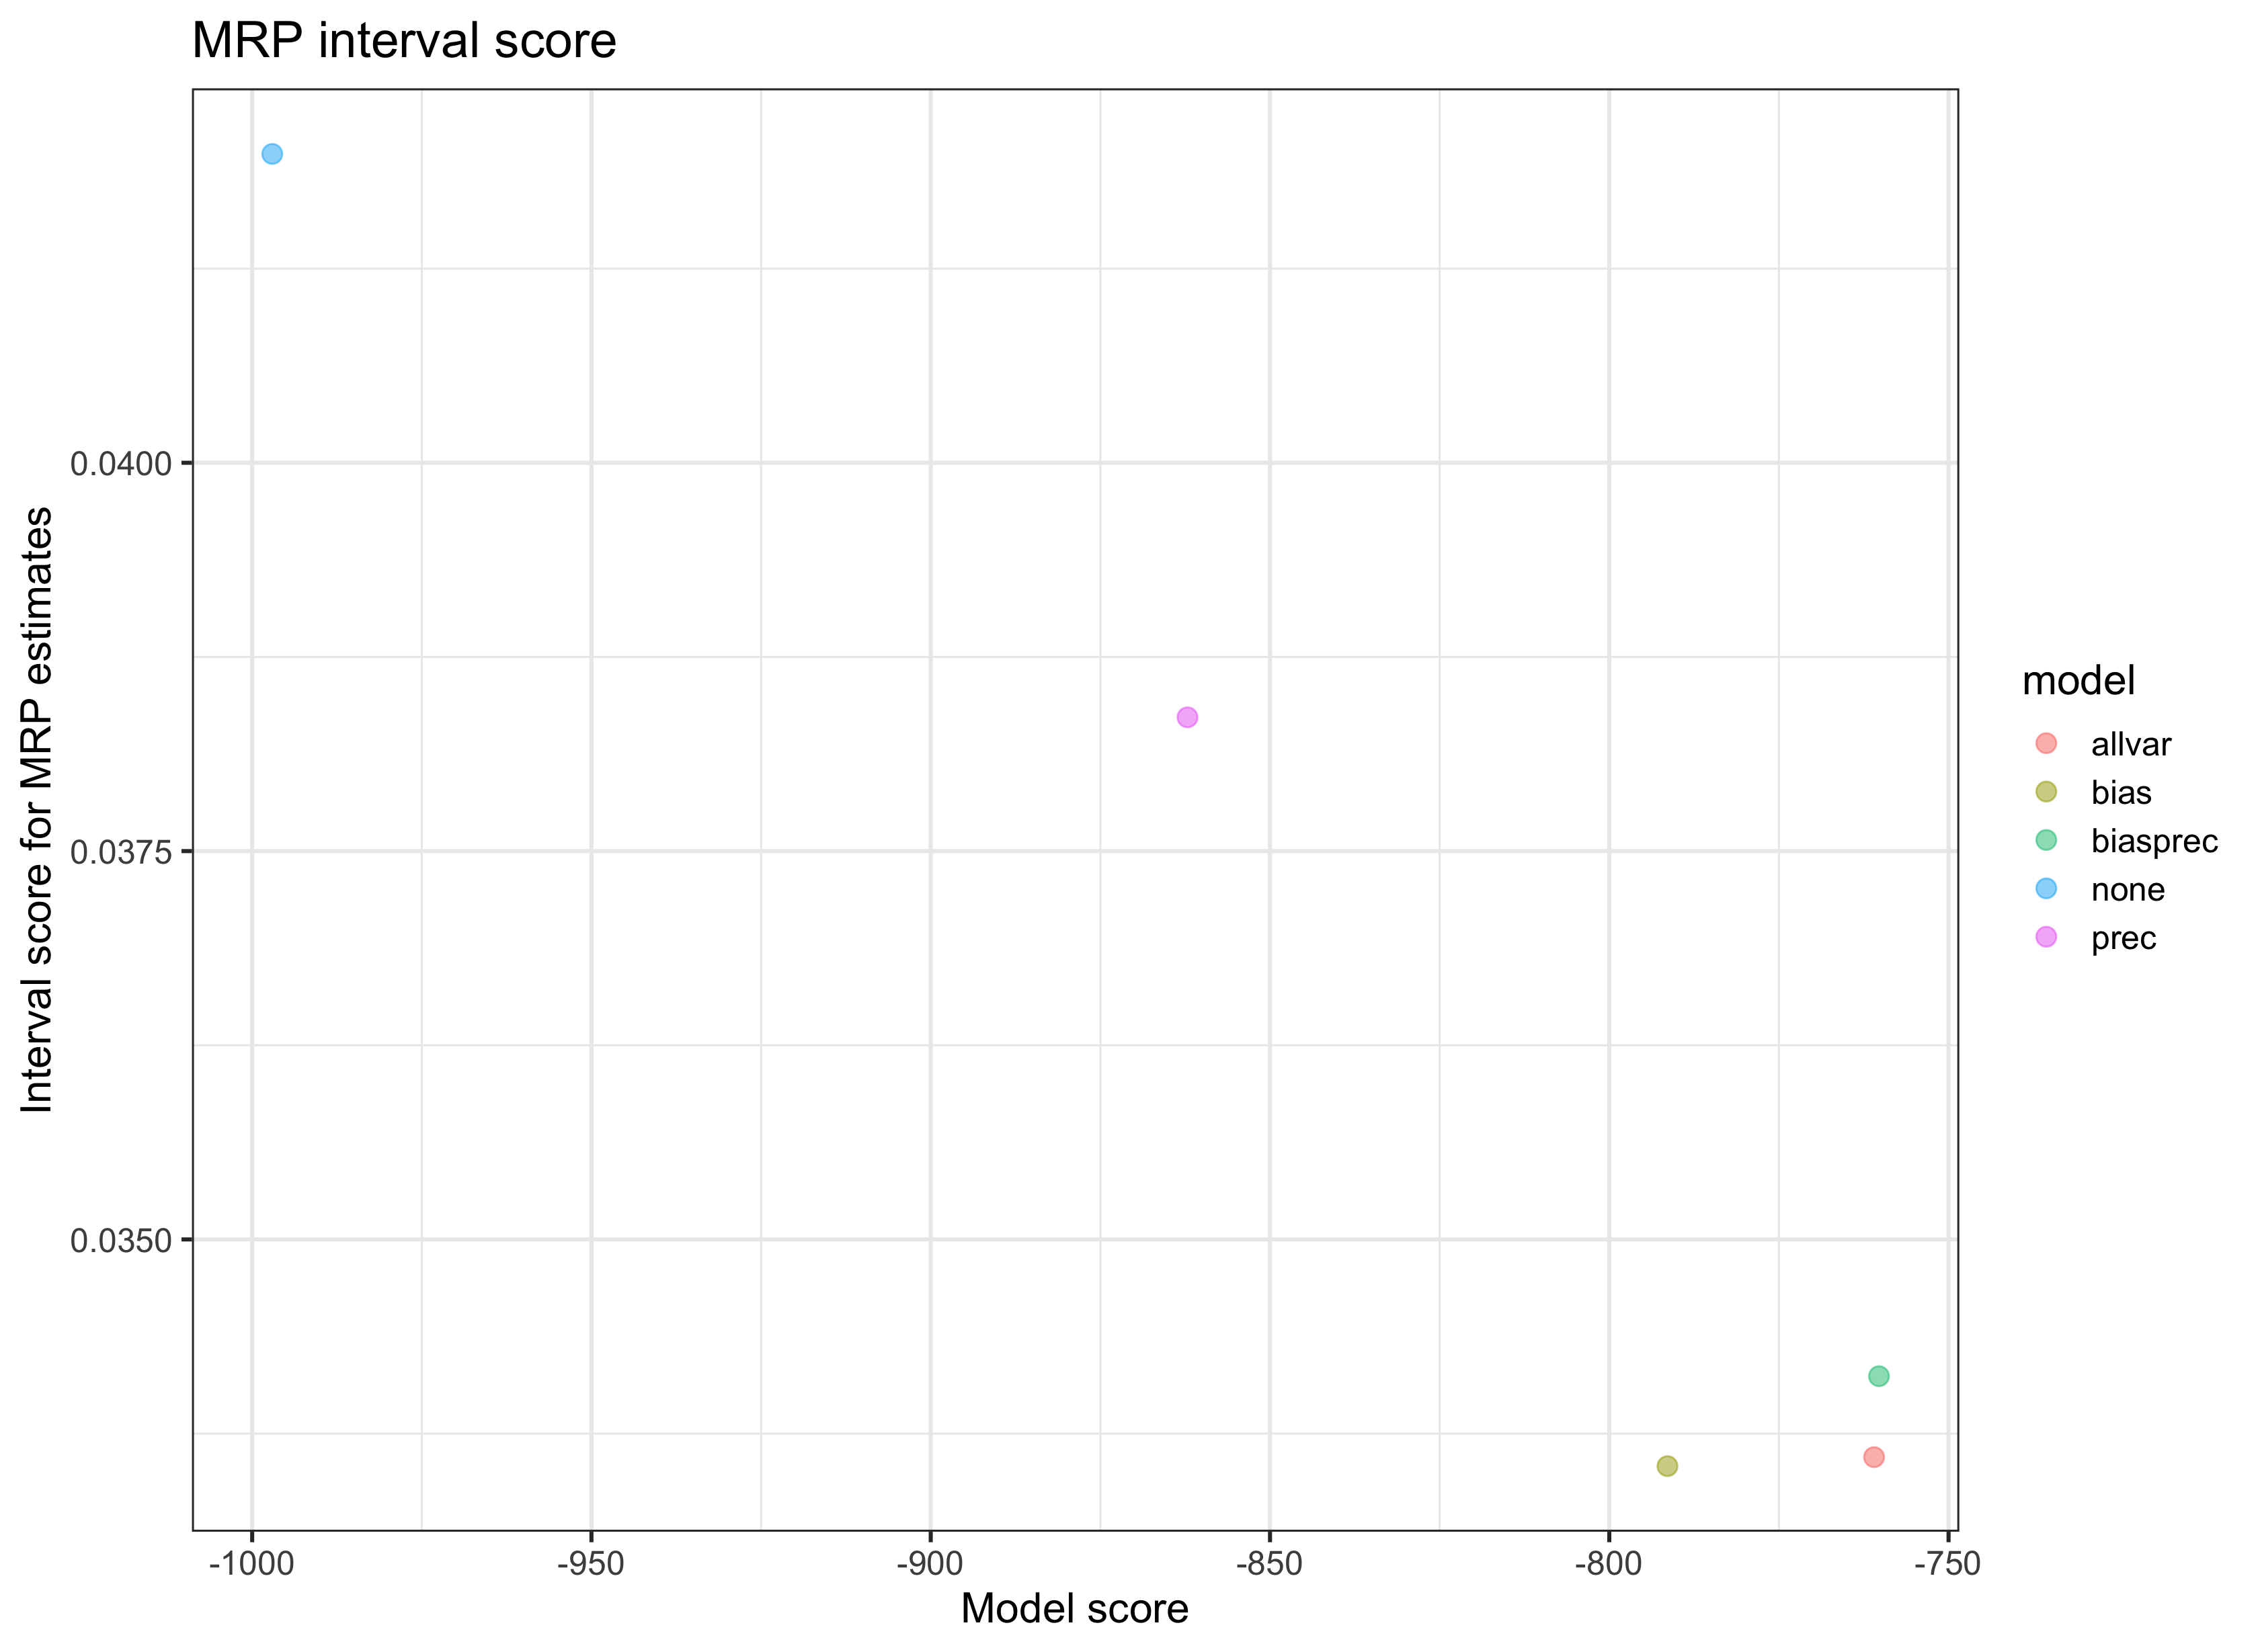 MRP interval score
Interval score for MRP estimates
0.0400
0.0375
0.0350
-1000
-950
-900
-850
-800
-750
Model score
model
allvar
bias
biasprec
none
prec